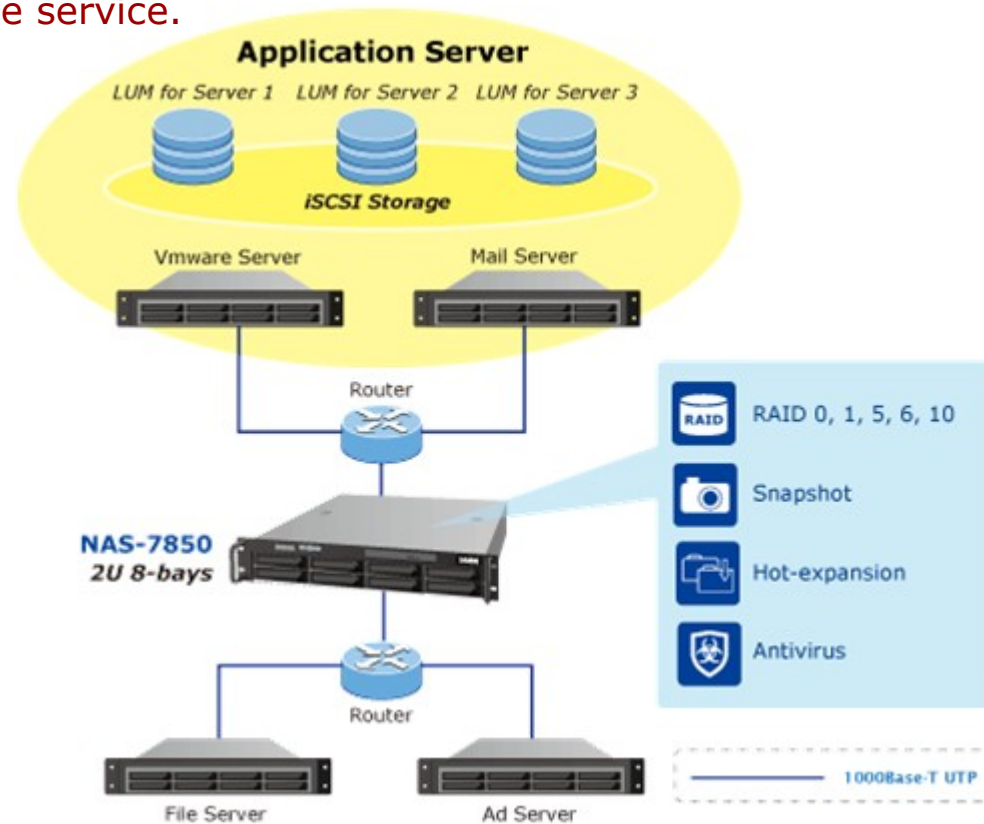 e service.
Application Server
LUM for Server 1 LUM for Server 2 LUM for Server 3
iSCSI Storage
Vmware Server Mail Server
Router
RAID RAID 0, 1, 5, 6, 10
Snapshot
NAS-7850
2U 8-bays
Hot-expansion
Antivirus
Router
1000Base-T UTP
File Server Ad Server